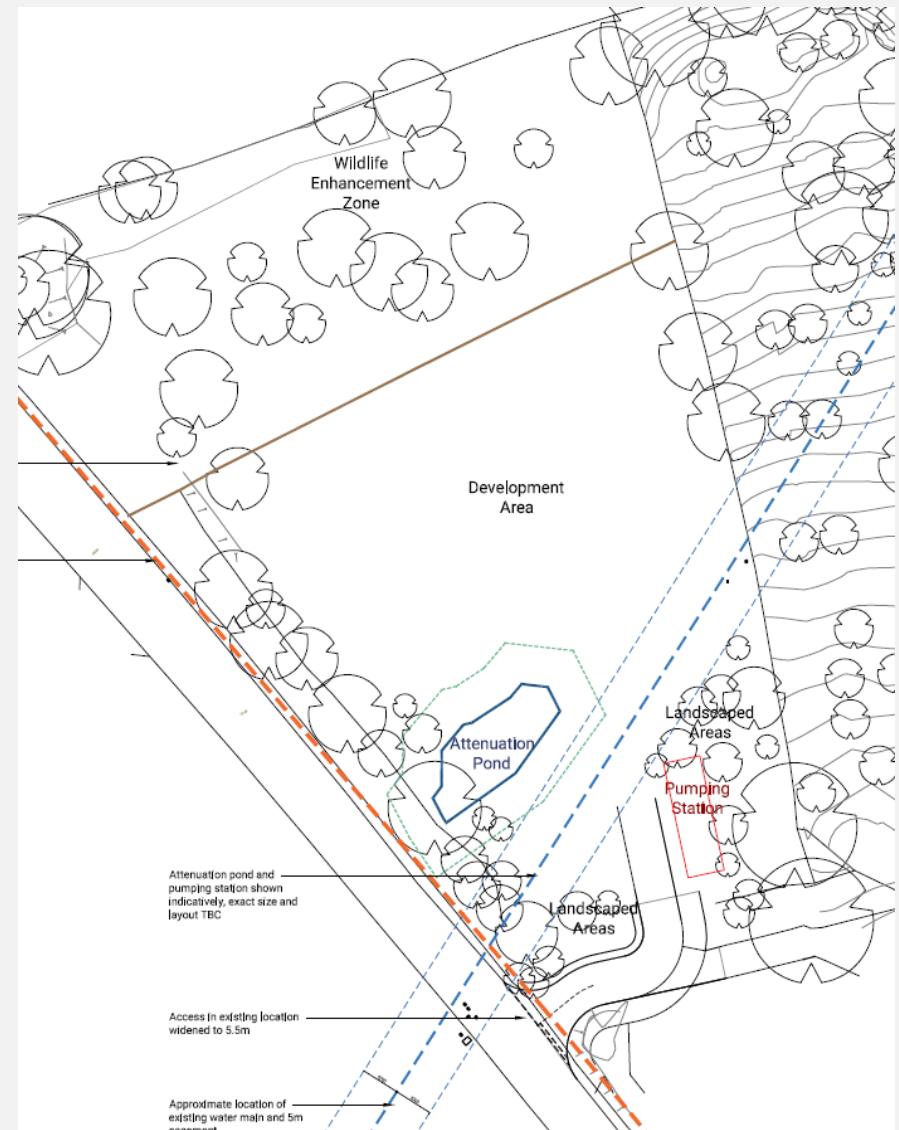 Wildlife
Enhancement
Zone
Development
Area
Landscaped
Areas
Attenuation
Pond
Pumping
Station
Attenuation pond and
pumping station shown
indicatively, exact size and
layout TBC
Landscaped
Areas
Access in existing location
widened to 5.5m
Approximate location of
existing water main and 5m